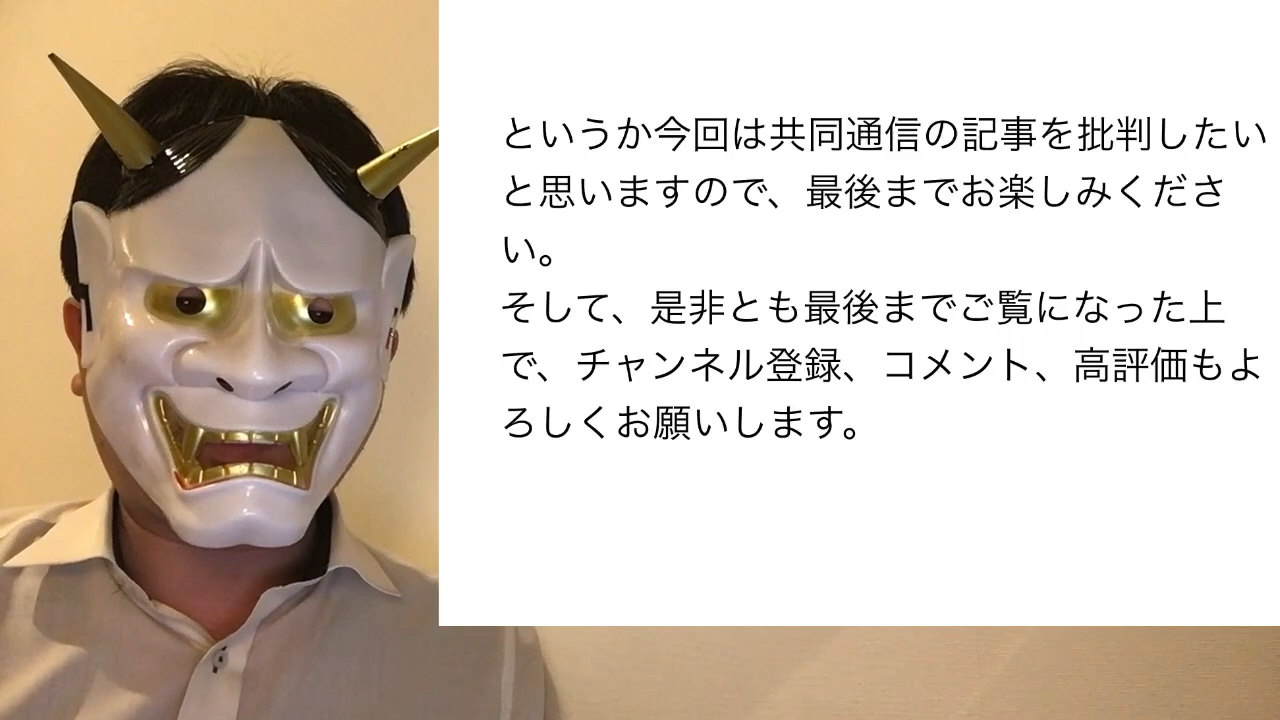 というか今回は共同通信の記事を批判したい
と思いますので、最後までお楽しみくださ
い。
そして、是非とも最後までご覧になった上
で、チャンネル登録、コメント、高評価もよ
ろしくお願いします。